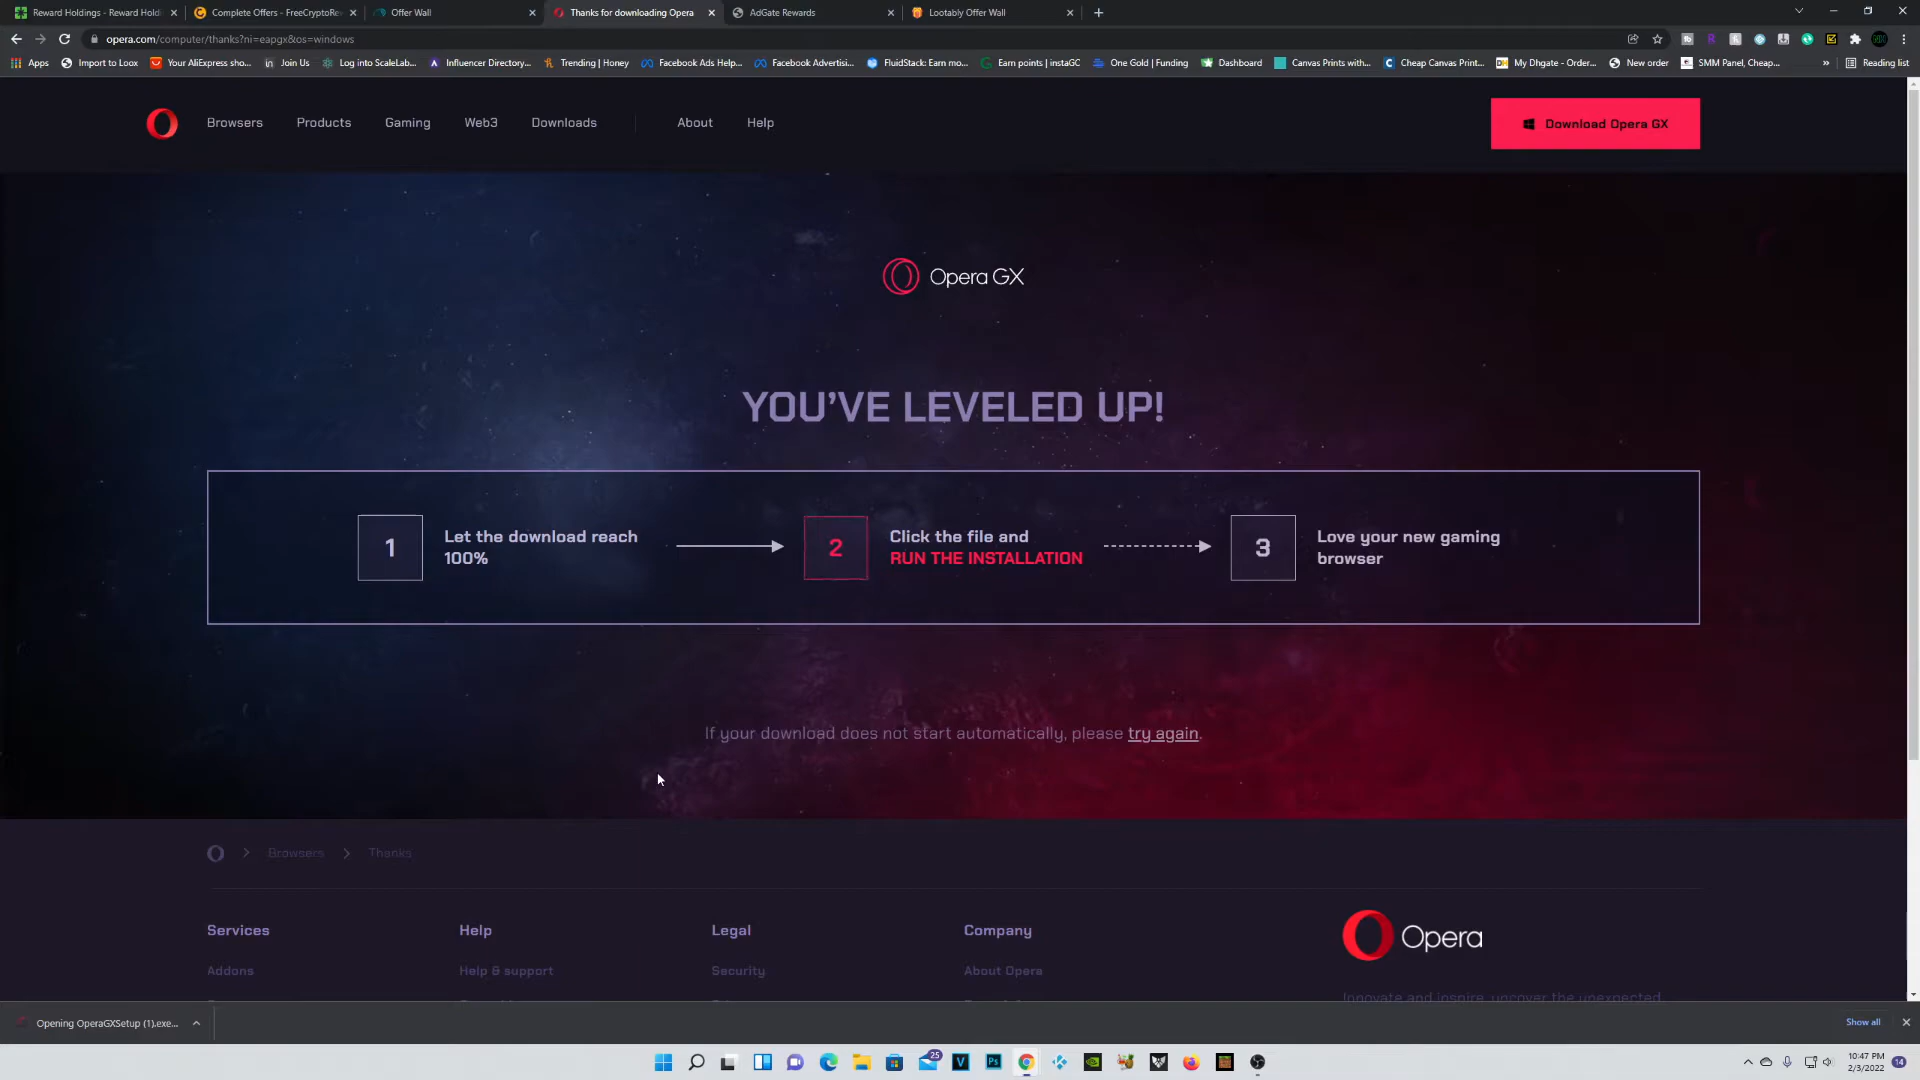 Reward Holdings - Reward Holdi
Complete Offers - FreeCryptoRe
Offer Wall
Thanks for downloading Opera
AdGate Rewards
Lootably Offer Wall
opera.com/computer/thanks?ni=eapgx&os=windows
Apps
Import to Loox
Your AliExpress sho...
Join Us
Log into ScaleLab...
Influencer Directory...
Trending | Honey
Facebook Ads Help...
Facebook Advertisi...
FluidStack: Earn mo...
Earn points | instaGC
One Gold | Funding
Dashboard
Canvas Prints with...
Cheap Canvas Print...
My Dhgate - Order...
New order
SMM Panel, Cheap...
»
Reading list
Browsers
Products
Gaming
Web3
Downloads
About
Help
Download Opera GX
Opera GX
YOU'VE LEVELED UP!
1
Let the download reach
100%
2
Click the file and
RUN THE INSTALLATION
3
Love your new gaming
browser
If your download does not start automatically, please try again.
Browsers
Thanks
Services
Help
Legal
Company
Opera
Addons
Help & support
Security
About Opera
Innovate and inspire, uncover the unexpected
Opening OperaGXSetup (1).exe...
Show all
25
10:47 PM
2/3/2022
14